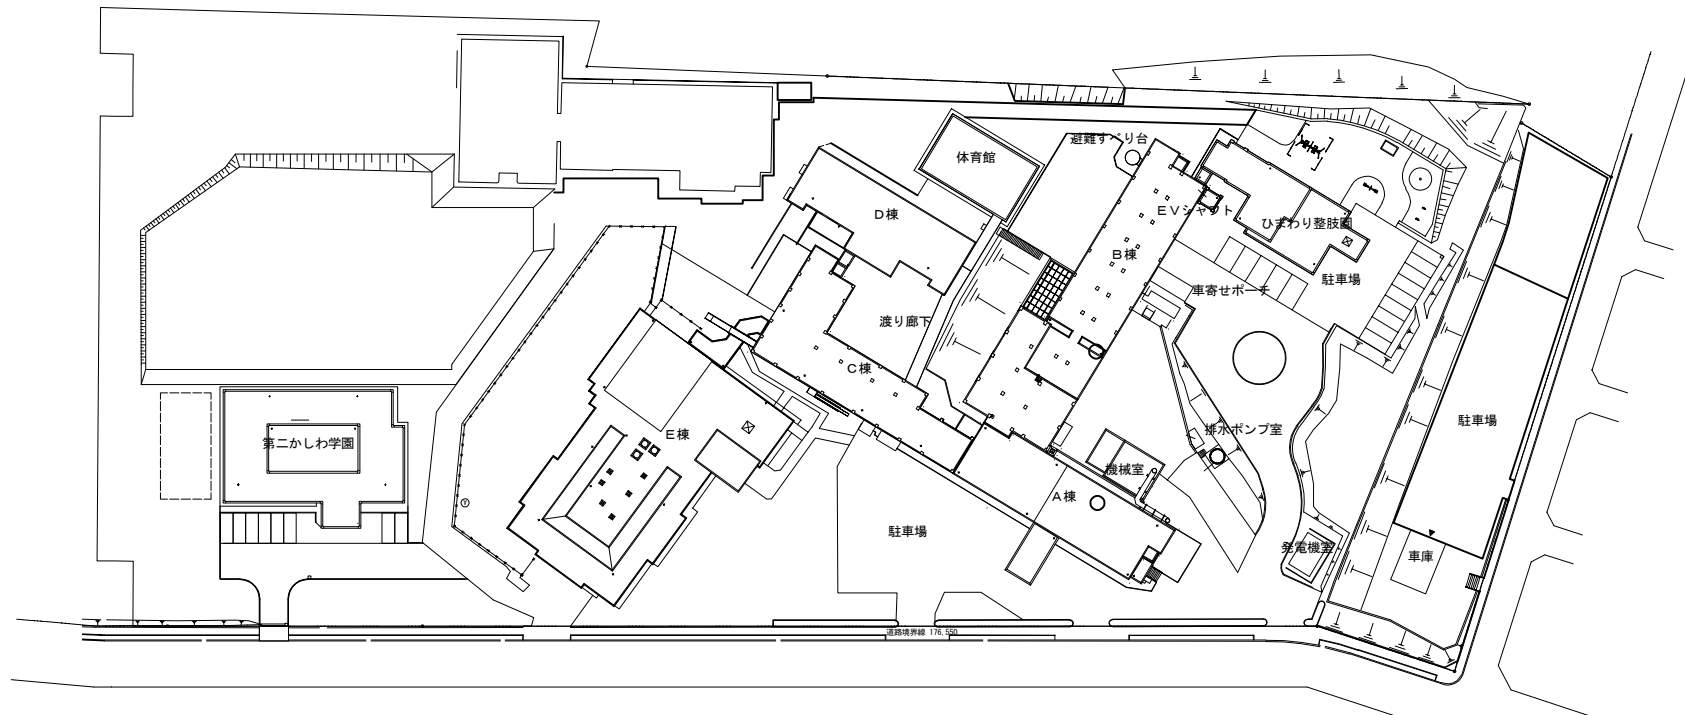 避難すべり台
体育館
D棟
EVシャフト
ひまわり整肢園
B棟
駐車場
車寄せポーチ
渡り廊下
C棟
駐車場
排水ポンプ室
第二かしわ学園
E棟
機械室
A棟
駐車場
発電機室
車庫
道路境界線 176,550